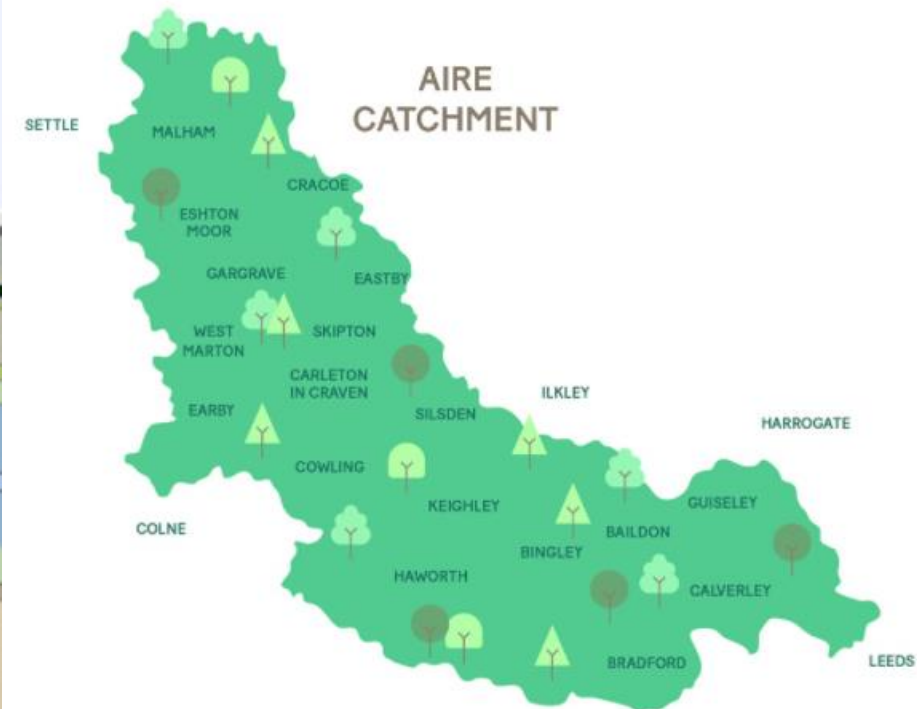 AIRE
CATCHMENT
SETTLE
MALHAM
CRACOE
ESHTON
MOOR
GARGRAVE
EASTBY
WEST
MARTON
SKIPTON
CARLETON
IN CRAVEN
ILKLEY
EARBY
SILSDEN
HARROGATE
COWLING
KEIGHLEY
GUISELEY
COLNE
BAILDON
BINGLEY
HAWORTH
CALVERLEY
BRADFORD
LEEDS